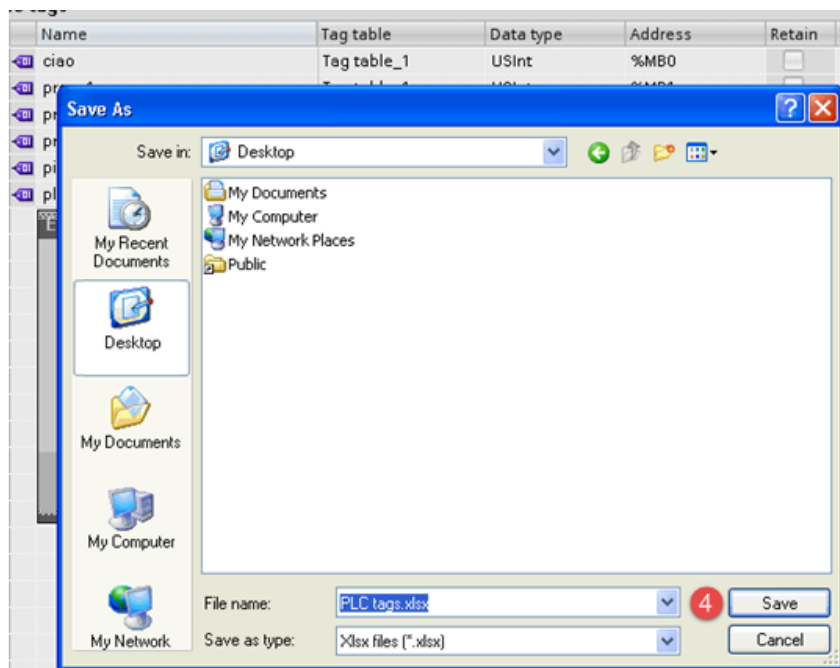 Name Tag table Data type Address Retain
ciao Tag table_1 USInt %MB0
Save As
Save in: Desktop
My Documents
My Computer
My Network Places
Public
My Recent
Documents
Desktop
My Documents
My Computer
My Network
File name: PLC tags.xlsx 4 Save
Save as type: Xlsx files (*.xlsx) Cancel